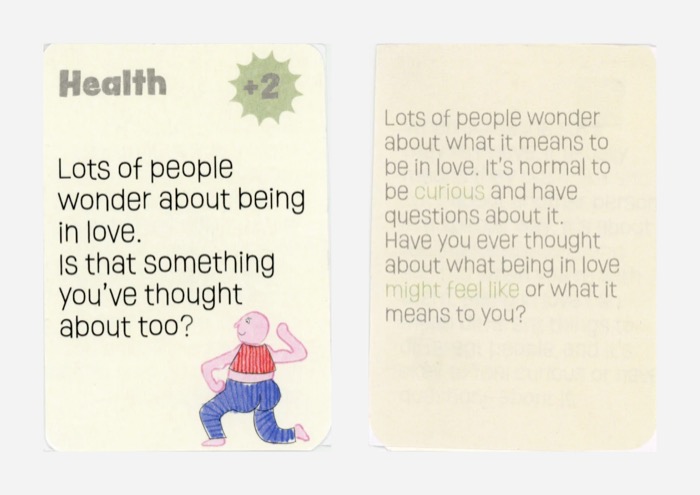 Health
+2
Lots of people
wonder about being
in love.
Is that something
you've thought
about too?
Lots of people wonder
about what it means to
be in love. It's normal to
be curious and have
questions about it.
Have you ever thought
about what being in love
might feel like or what it
means to you?